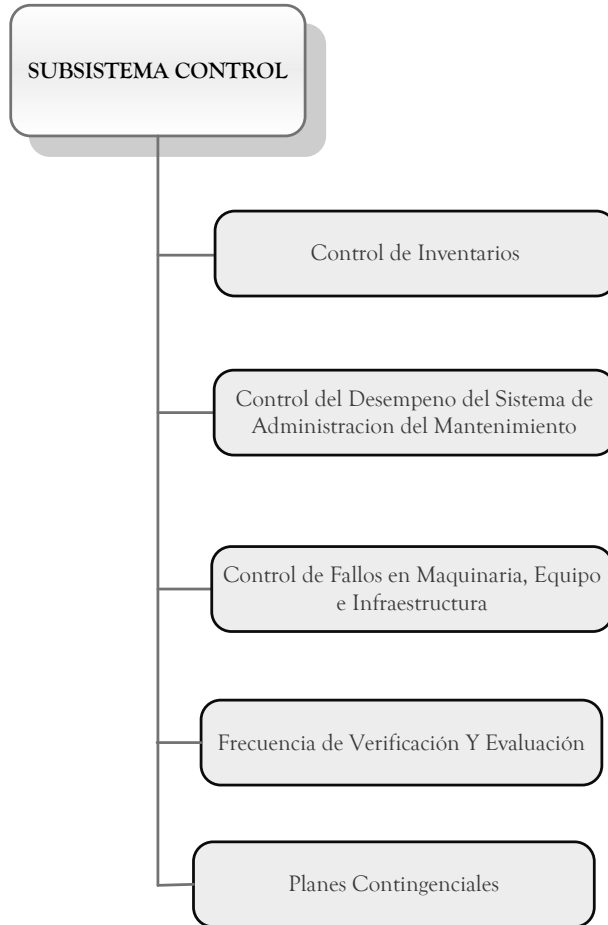 SUBSISTEMA CONTROL
Control de Inventarios
Control del Desempeno del Sistema de
Administracion del Mantenimiento
Control de Fallos en Maquinaria, Equipo
e Infraestructura
Frecuencia de Verificación Y Evaluación
Planes Contingenciales